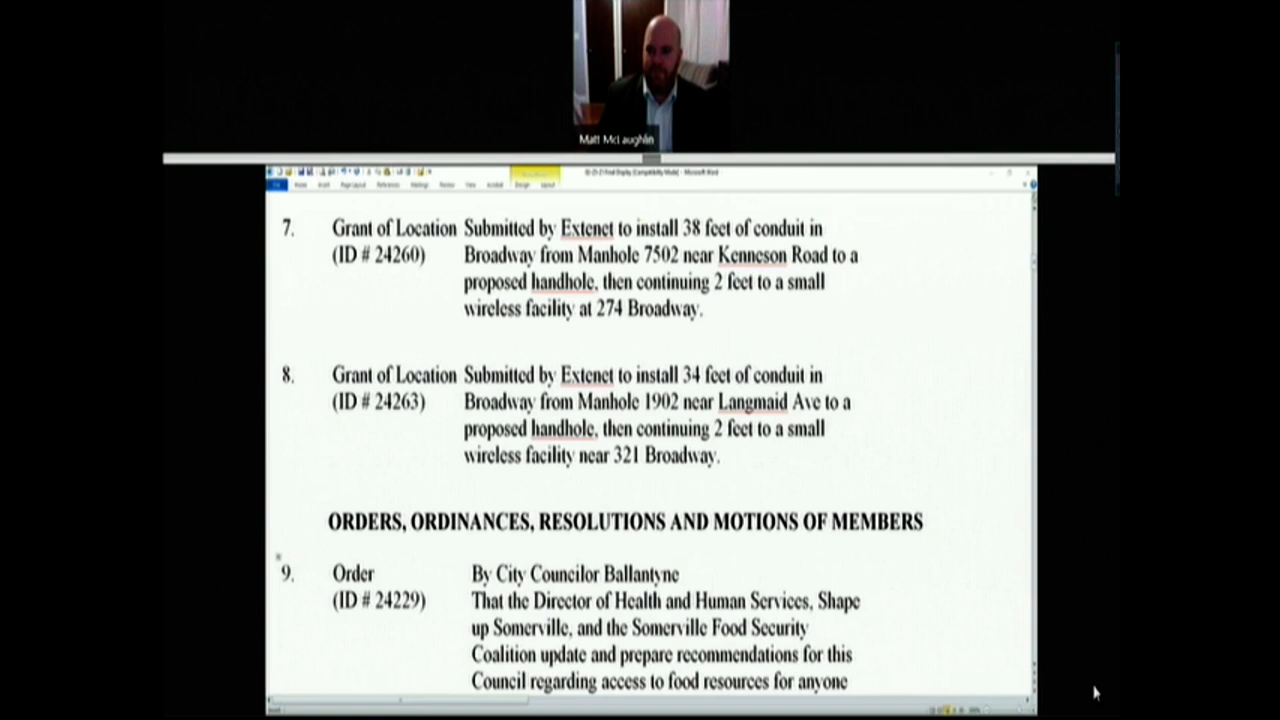 Matt McLaughlin
7. Grant of Location Submitted by Extenet to install 38 feet of conduit in
(ID # 24260) Broadway from Manhole 7502 near Kenneson Road to a
proposed handhole, then continuing 2 feet to a small
wireless facility at 274 Broadway.
8. Grant of Location Submitted by Extenet to install 34 feet of conduit in
(ID # 24263) Broadway from Manhole 1902 near Langmaid Ave to a
proposed handhole, then continuing 2 feet to a small
wireless facility near 321 Broadway.
ORDERS, ORDINANCES, RESOLUTIONS AND MOTIONS OF MEMBERS
9. Order By City Councilor Ballantyne
(ID # 24229) That the Director of Health and Human Services, Shape
up Somerville, and the Somerville Food Security
Coalition update and prepare recommendations for this
Council regarding access to food resources for anyone